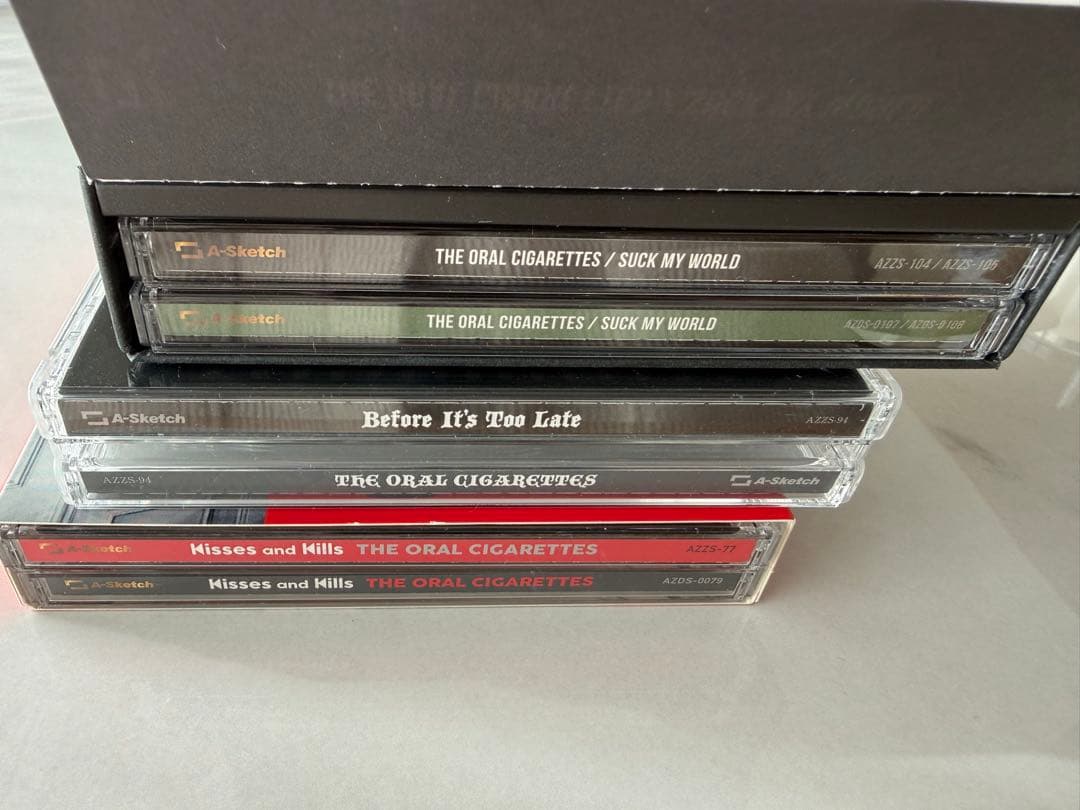 A-Sketch THE ORAL CIGARETTES / SUCK MY WORLD AZZS-104 / AZZS-105
A-Sketch THE ORAL CIGARETTES / SUCK MY WORLD AZDS-0107 / AZDS-0108
A-Sketch Before It's Too Late AZZS-94
AZZS-94 THE ORAL CIGARETTES A-Sketch
A-Sketch Kisses and Kills THE ORAL CIGARETTES AZZS-77
A-Sketch Kisses and Kills THE ORAL CIGARETTES AZDS-0079